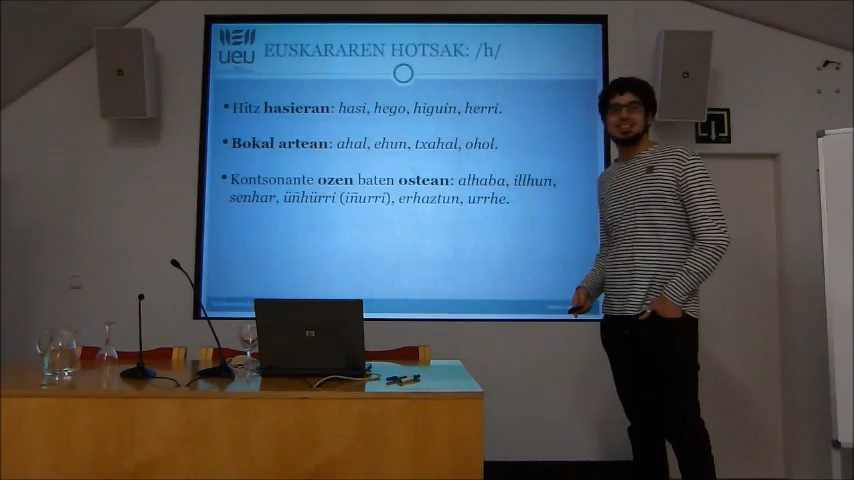 ueu
EUSKARAREN HOTSAK: /h/
• Hitz hasieran: hasi, hego, higuin, herri.
• Bokal artean: ahal, ehun, txahal, ohol.
• Kontsonante ozen baten ostean: alhaba, illhun,
senhar, üñhürri (iñurri), erhaztun, urrhe.
hp